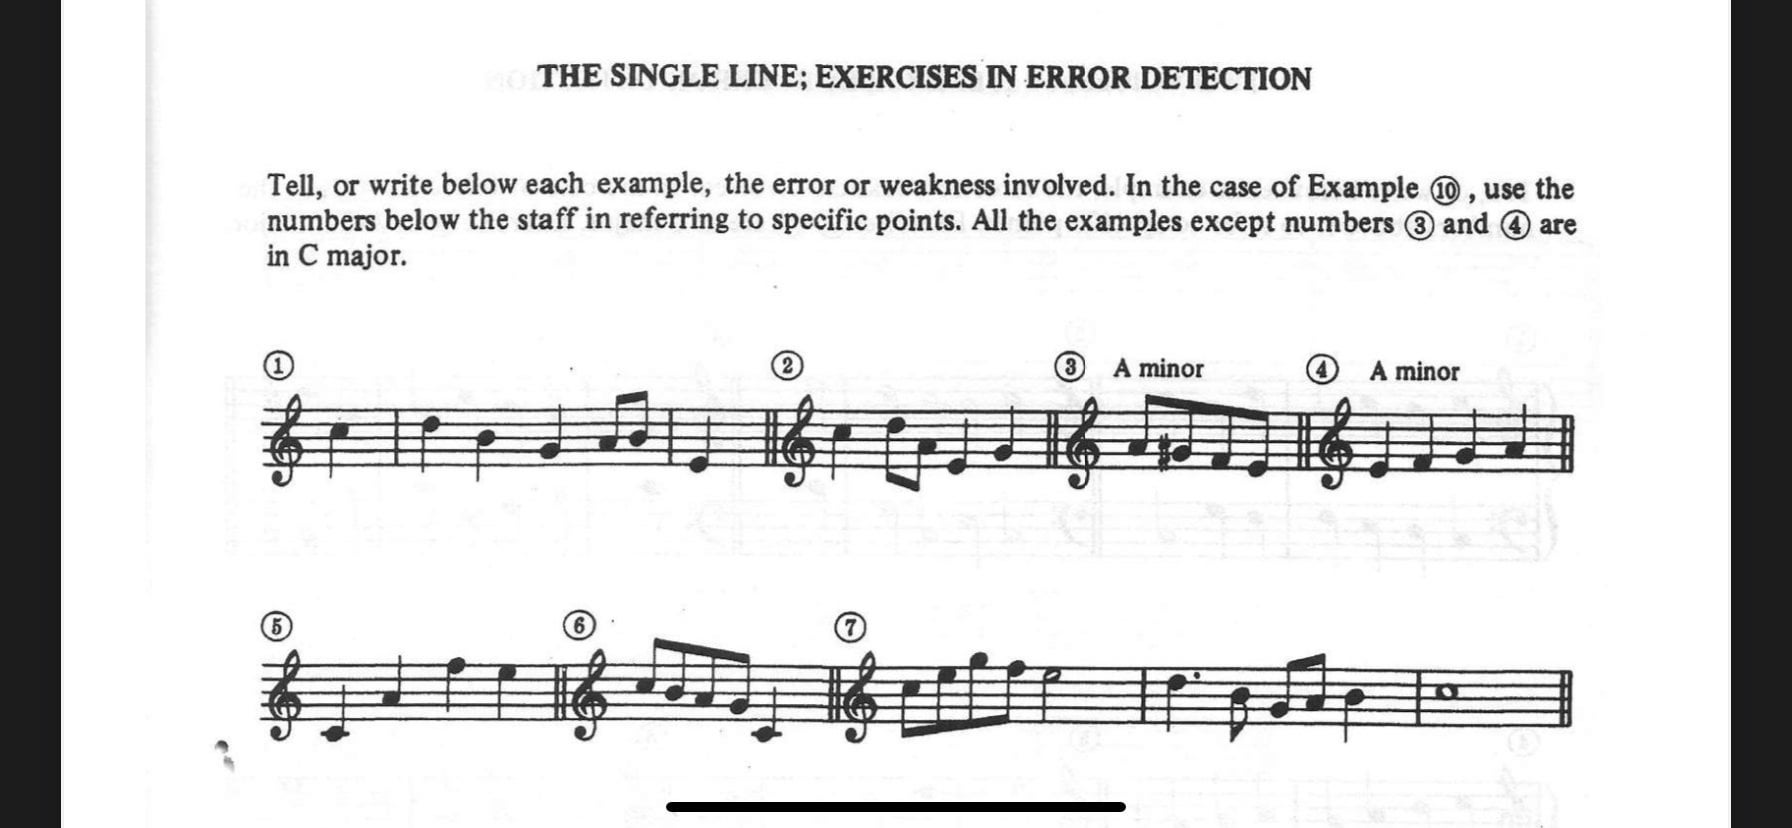 THE SINGLE LINE; EXERCISES IN ERROR DETECTION
Tell, or write below each example, the error or weakness involved. In the case of Example ⑩ , use the
numbers below the staff in referring to specific points. All the examples except numbers ③ and ④ are
in C major.
① ② ③ A minor ④ A minor
⑤ ⑥ ⑦